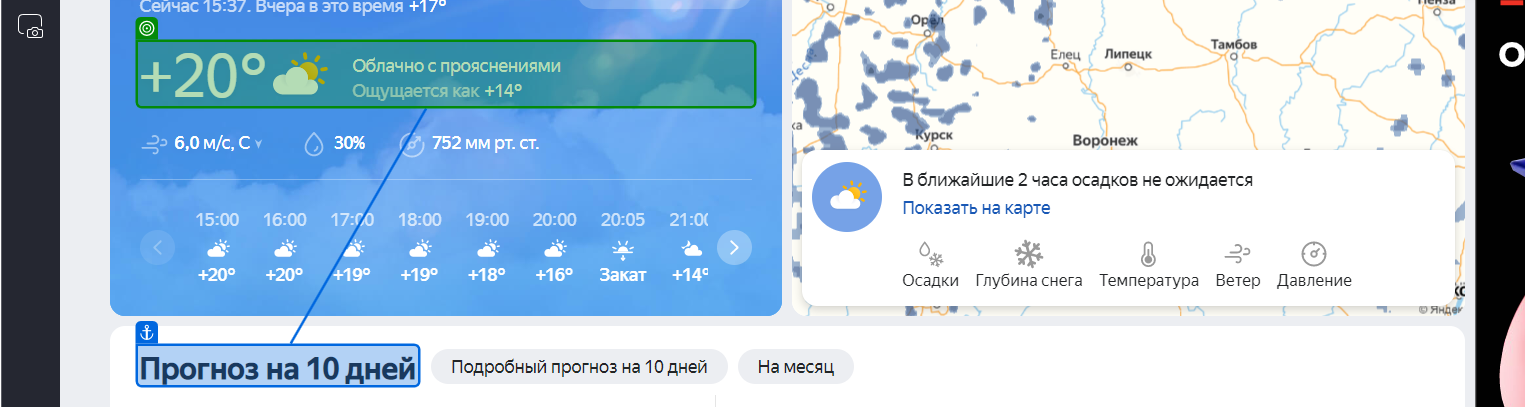 Сейчас 15:37. Вчера в это время +17°
+20°
Облачно с прояснениями
Ощущается как +14°
6,0 м/с, С
30%
752 мм рт. ст.
15:00 16:00 17:00 18:00 19:00 20:00 20:05 21:00
+20° +20° +19° +19° +18° +16° Закат +14°
Орёл
Пенза
Елец
Липецк
Тамбов
Курск
Воронеж
В ближайшие 2 часа осадков не ожидается
Показать на карте
Осадки Глубина снега Температура Ветер Давление
Прогноз на 10 дней
Подробный прогноз на 10 дней
На месяц